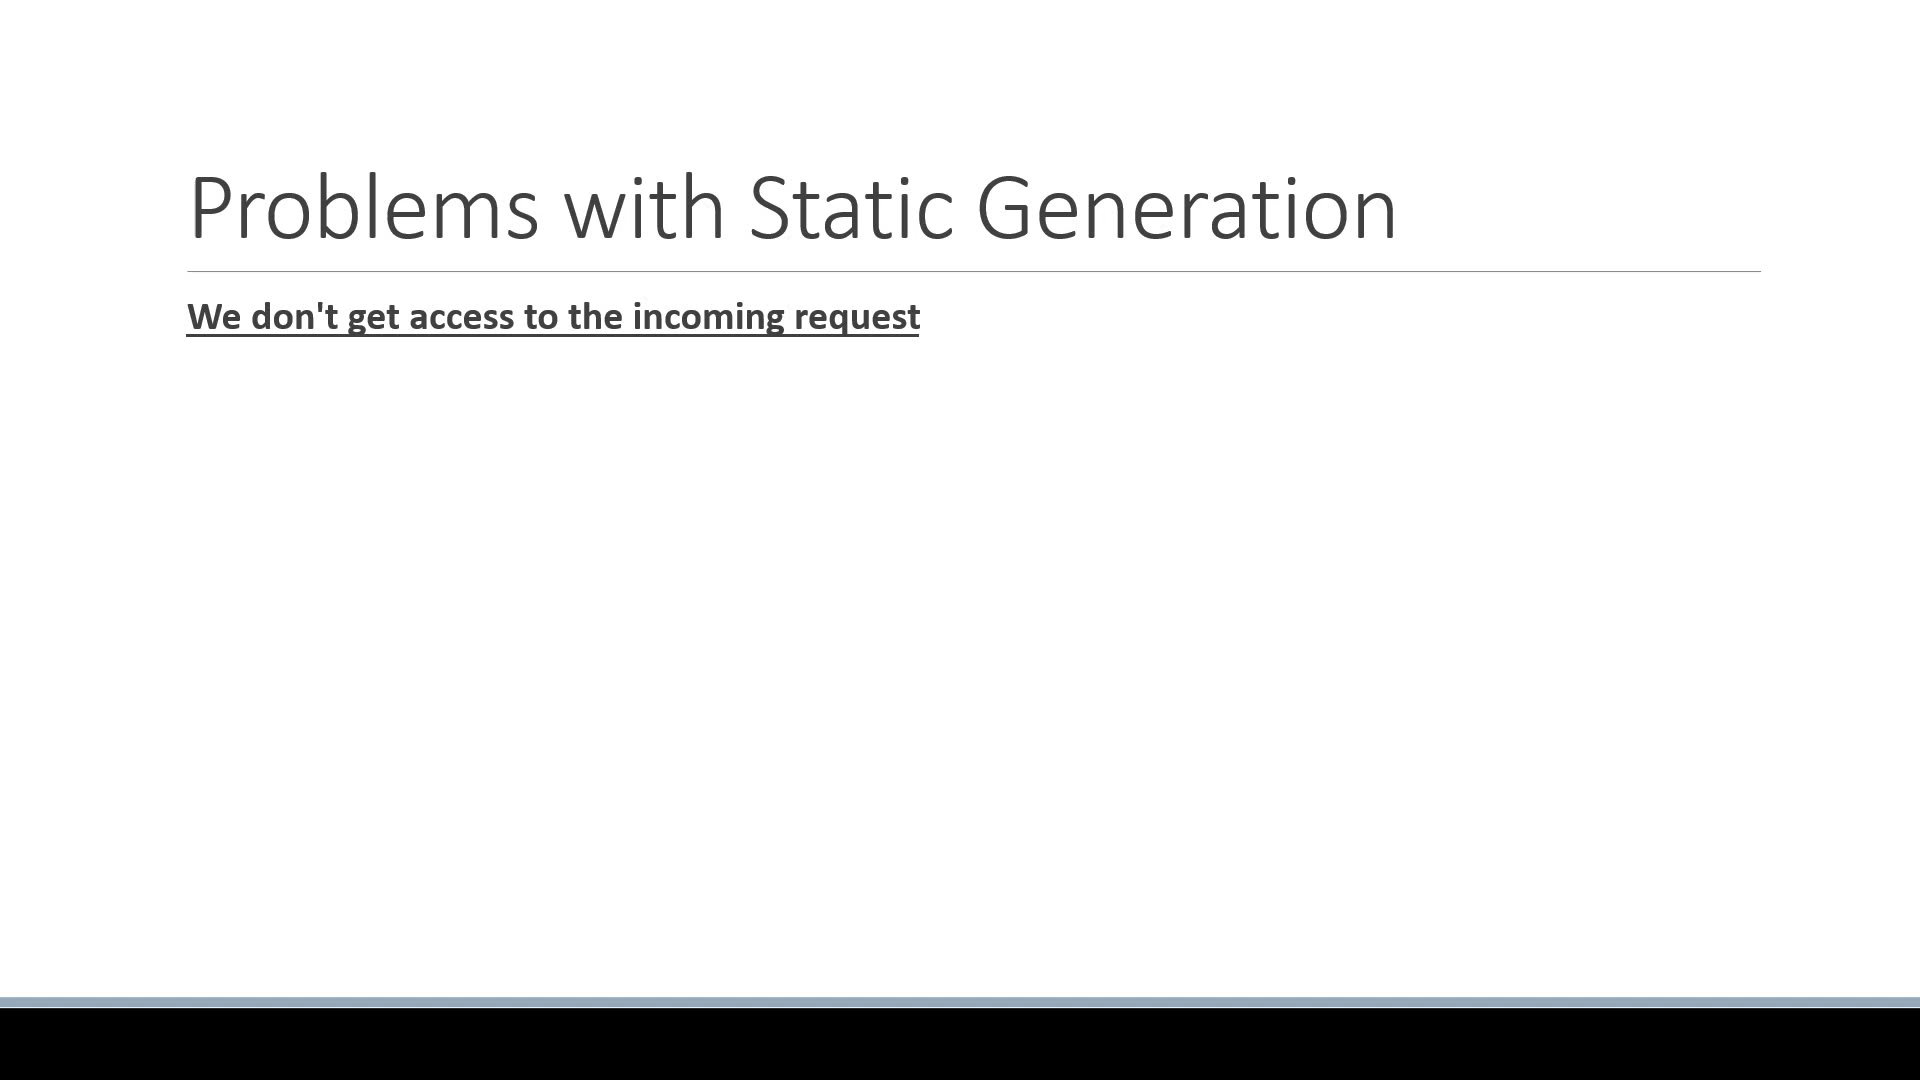 Problems with Static Generation
We don't get access to the incoming request